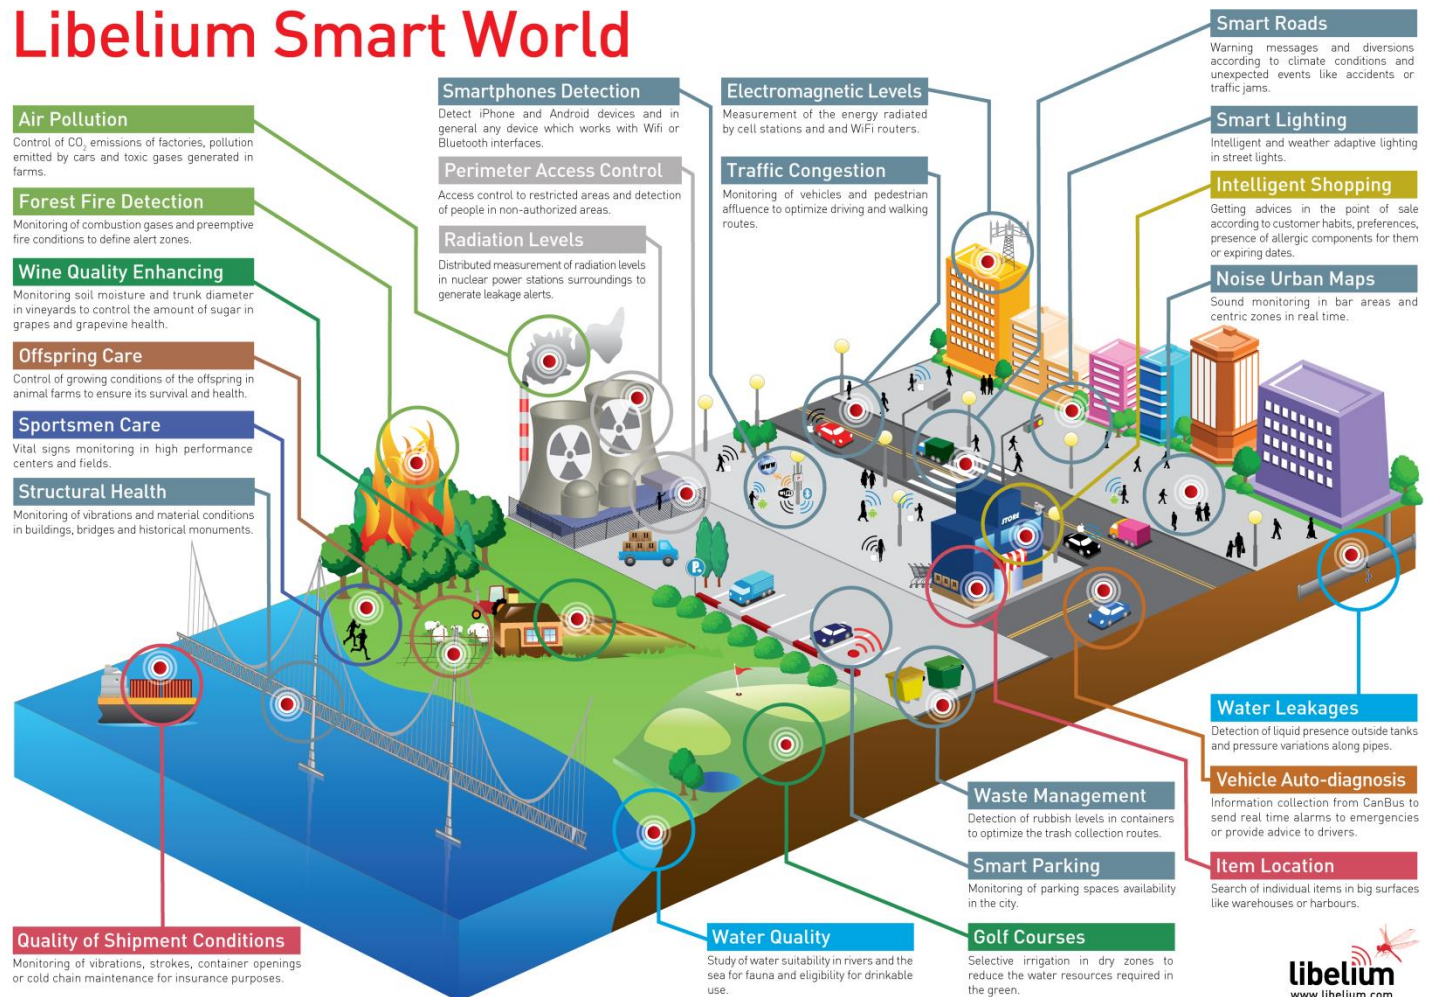 Libelium Smart World
Air Pollution
Control of CO2 emissions of factories, pollution
emitted by cars and toxic gases generated in
farms.
Forest Fire Detection
Monitoring of combustion gases and preemptive
fire conditions to define alert zones.
Wine Quality Enhancing
Monitoring soil moisture and trunk diameter
in vineyards to control the amount of sugar in
grapes and grapevine health.
Offspring Care
Control of growing conditions of the offspring in
animal farms to ensure its survival and health.
Sportsmen Care
Vital signs monitoring in high performance
centers and fields.
Structural Health
Monitoring of vibrations and material conditions
in buildings, bridges and historical monuments.
Quality of Shipment Conditions
Monitoring of vibrations, strokes, container openings
or cold chain maintenance for insurance purposes.
Smartphones Detection
Detect iPhone and Android devices and in
general any device which works with Wifi or
Bluetooth interfaces.
Perimeter Access Control
Access control to restricted areas and detection
of people in non-authorized areas.
Radiation Levels
Distributed measurement of radiation levels
in nuclear power stations surroundings to
generate leakage alerts.
Electromagnetic Levels
Measurement of the energy radiated
by cell stations and and WiFi routers.
Traffic Congestion
Monitoring of vehicles and pedestrian
affluence to optimize driving and walking
routes.
Smart Roads
Warning messages and diversions
according to climate conditions and
unexpected events like accidents or
traffic jams.
Smart Lighting
Intelligent and weather adaptive lighting
in street lights.
Intelligent Shopping
Getting advices in the point of sale
according to customer habits, preferences,
presence of allergic components for them
or expiring dates.
Noise Urban Maps
Sound monitoring in bar areas and
centric zones in real time.
www
STORE
P
Water Leakages
Detection of liquid presence outside tanks
and pressure variations along pipes.
Vehicle Auto-diagnosis
Information collection from CanBus to
send real time alarms to emergencies
or provide advice to drivers.
Item Location
Search of individual items in big surfaces
like warehouses or harbours.
Waste Management
Detection of rubbish levels in containers
to optimize the trash collection routes.
Smart Parking
Monitoring of parking spaces availability
in the city.
Golf Courses
Selective irrigation in dry zones to
reduce the water resources required in
the green.
Water Quality
Study of water suitability in rivers and the
sea for fauna and eligibility for drinkable
use.
libelium
www.libelium.com